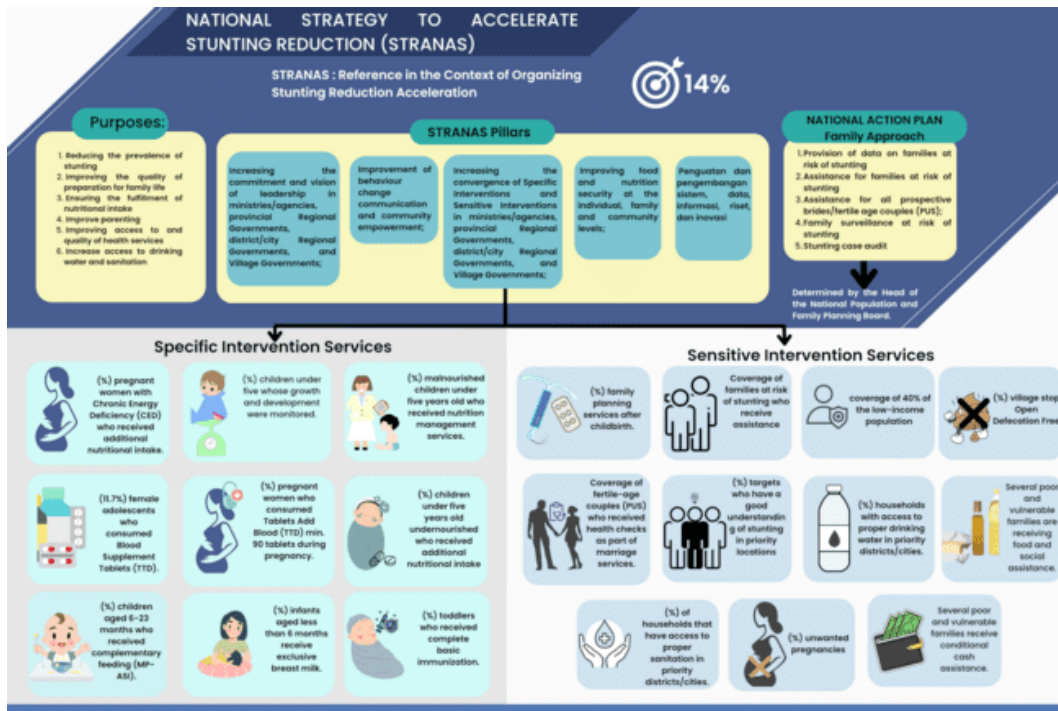 NATIONAL STRATEGY TO ACCELERATE
STUNTING REDUCTION (STRANAS)
STRANAS : Reference in the Context of Organizing
Stunting Reduction Acceleration
14%
Purposes:
1. Reducing the prevalence of
stunting
2. Improving the quality of
preparation for family life
3. Ensuring the fulfillment of
nutritional intake
4. Improve parenting
5. Improving access to and
quality of health services
6. Increase access to drinking
water and sanitation
STRANAS Pillars
Increasing the
commitment and vision
of leadership in
ministries/agencies,
provincial Regional
Governments,
district/city Regional
Governments, and
Village Governments;
Improvement of
behaviour
change
communication
and community
empowerment;
Increasing the
convergence of Specific
Interventions and
Sensitive Interventions in
ministries/agencies,
provincial Regional
Governments,
district/city Regional
Governments, and
Village Governments;
Improving food
and nutrition
security at the
individual, family
and community
levels;
Penguatan dan
pengembangan
sistem, data,
informasi, riset,
dan inovasi
NATIONAL ACTION PLAN
Family Approach
1. Provision of data on families at
risk of stunting
2. Assistance for families at risk of
stunting
3. Assistance for all prospective
brides/fertile age couples (PUS);
4. Family surveillance at risk of
stunting
5. Stunting case audit
Determined by the Head of
the National Population and
Family Planning Board.
Specific Intervention Services
(%) pregnant
women with
Chronic Energy
Deficiency (CED)
who received
additional
nutritional intake.
(%) children under
five whose growth
and development
were monitored.
(%) malnourished
children under
five years old who
received nutrition
management
services.
(11.7%) female
adolescents
who
consumed
Blood
Supplement
Tablets (TTD).
(%) pregnant
women who
consumed
Tablets Add
Blood (TTD) min.
90 tablets during
pregnancy.
(%) children
under five
years old
undernourished
who received
additional
nutritional intake
(%) children
aged 6-23
months who
received
complementary
feeding (MP-
ASI).
(%) infants
aged less
than 6 months
receive
exclusive
breast milk.
(%) toddlers
who received
complete
basic
immunization.
Sensitive Intervention Services
(%) family
planning
services after
childbirth.
Coverage of
families at risk
of stunting who
receive
assistance
coverage of 40% of
the low-income
population
(%) village stop
Open
Defecation Free
Coverage of
fertile-age
couples (PUS) who
received
health checks
as part of
marriage
services.
(%) targets
who have a
good
understandin
g of stunting
in priority
locations
(%) households
with access to
proper drinking
water in priority
districts/cities.
Several poor
and
vulnerable
families are
receiving
food and
social
assistance.
(%) of
households that
have access to
proper
sanitation in
priority
districts/cities.
(%) unwanted
pregnancies
Several poor
and vulnerable
families receive
conditional
cash
assistance.